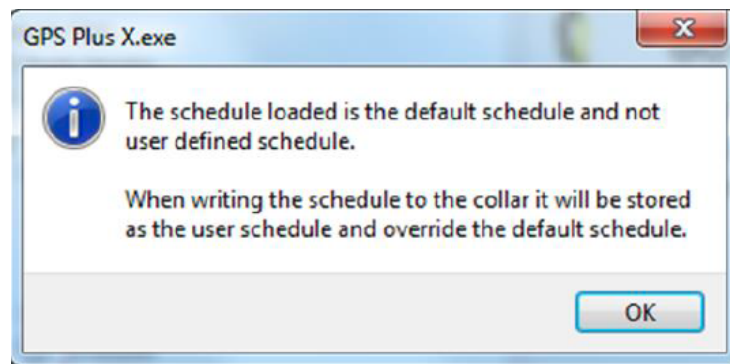 GPS Plus X.exe
The schedule loaded is the default schedule and not
user defined schedule.
When writing the schedule to the collar it will be stored
as the user schedule and override the default schedule.
OK